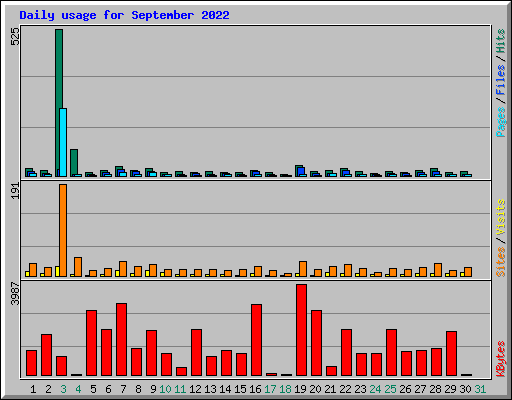 Daily usage for September 2022
525
Pages / Files / Hits
191
Sites / Visits
3987
KBytes
1 2 3 4 5 6 7 8 9 10 11 12 13 14 15 16 17 18 19 20 21 22 23 24 25 26 27 28 29 30 31